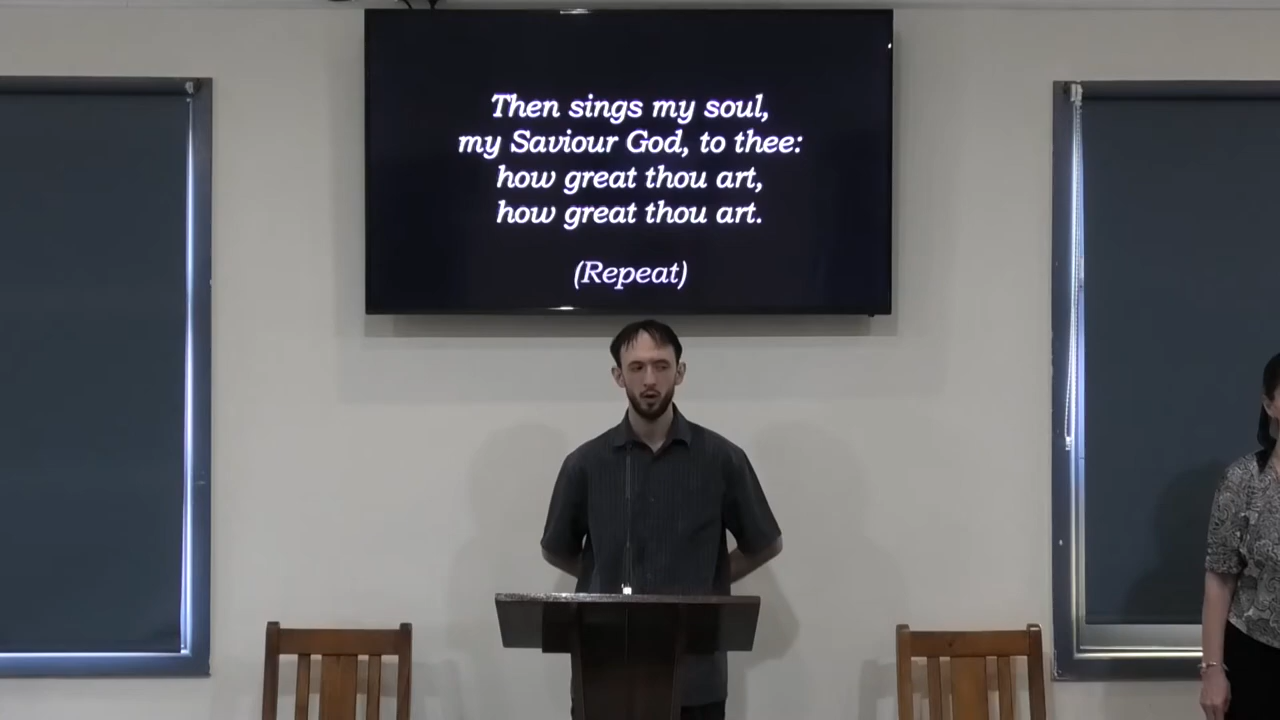 Then sings my soul,
my Saviour God, to thee:
how great thou art,
how great thou art.
(Repeat)